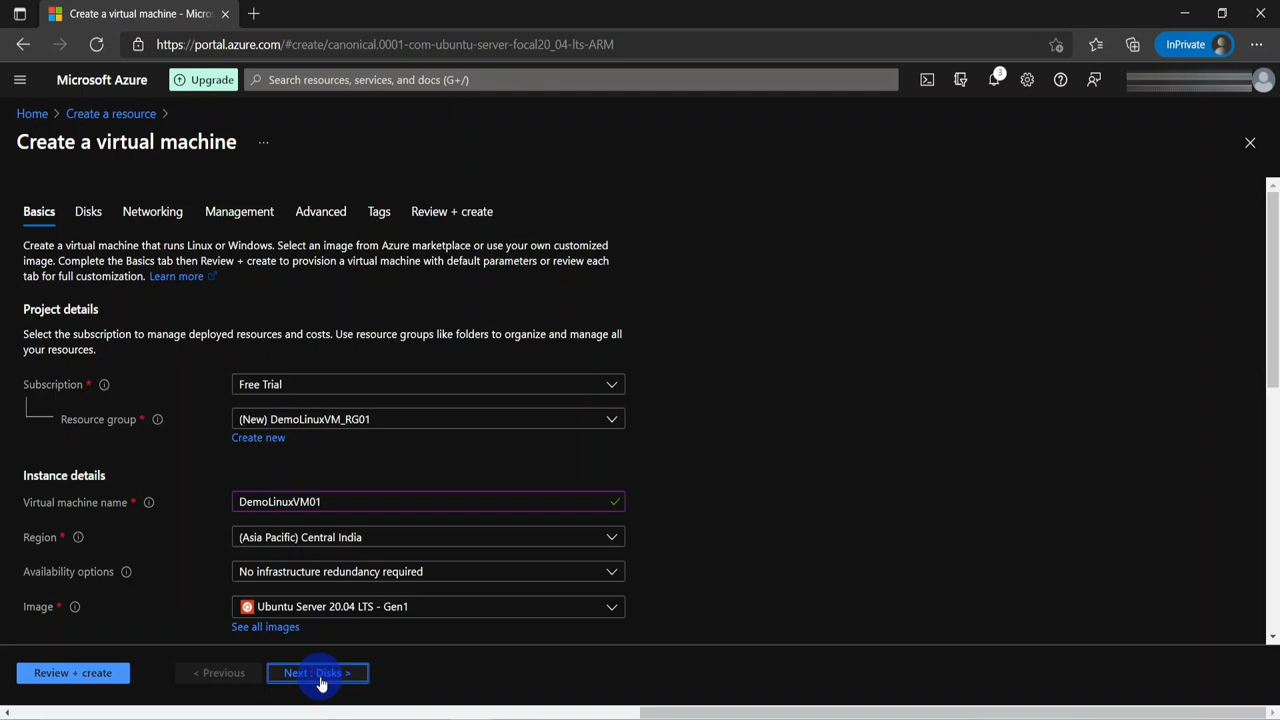 Create a virtual machine - Micros
https://portal.azure.com/#create/canonical.0001-com-ubuntu-server-focal20_04-lts-ARM
InPrivate
Microsoft Azure
Upgrade
Search resources, services, and docs (G+/)
3
Home > Create a resource >
Create a virtual machine ...
Basics Disks Networking Management Advanced Tags Review + create
Create a virtual machine that runs Linux or Windows. Select an image from Azure marketplace or use your own customized
image. Complete the Basics tab then Review + create to provision a virtual machine with default parameters or review each
tab for full customization. Learn more
Project details
Select the subscription to manage deployed resources and costs. Use resource groups like folders to organize and manage all
your resources.
Subscription * Free Trial
Resource group * (New) DemoLinuxVM_RG01
Create new
Instance details
Virtual machine name * DemoLinuxVM01
Region * (Asia Pacific) Central India
Availability options No infrastructure redundancy required
Image * Ubuntu Server 20.04 LTS - Gen1
See all images
Review + create < Previous Next : Disks >